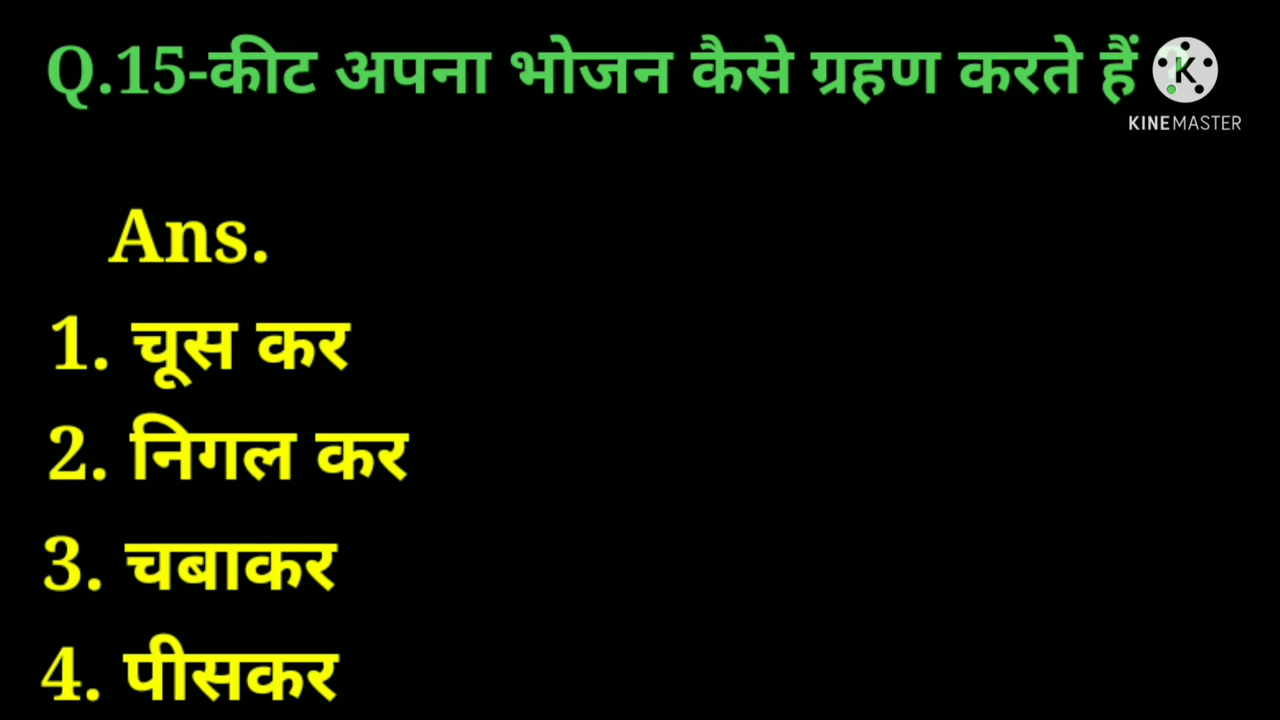 Q.15-कीट अपना भोजन कैसे ग्रहण करते हैं
KINEMASTER
Ans.
1. चूस कर
2. निगल कर
3. चबाकर
4. पीसकर